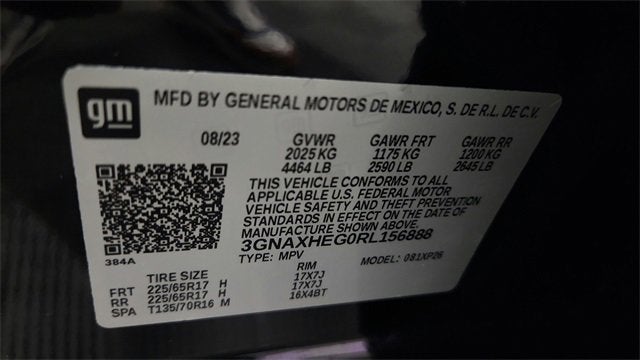 gm
MFD BY GENERAL MOTORS DE MEXICO, S. DE R.L. DE C.V.
08/23 GVWR GAWR FRT GAWR RR
2025 KG 1175 KG 1200 KG
4464 LB 2590 LB 2645 LB
THIS VEHICLE CONFORMS TO ALL
APPLICABLE U.S. FEDERAL MOTOR
VEHICLE SAFETY AND THEFT PREVENTION
STANDARDS IN EFFECT ON THE DATE OF
MANUFACTURE SHOWN ABOVE.
3GNAXHEG0RL156888
384A
TYPE: MPV MODEL: 081XP26
TIRE SIZE RIM
FRT 225/65R17 H 17X7J
RR 225/65R17 H 17X7J
SPA T135/70R16 M 16X4BT